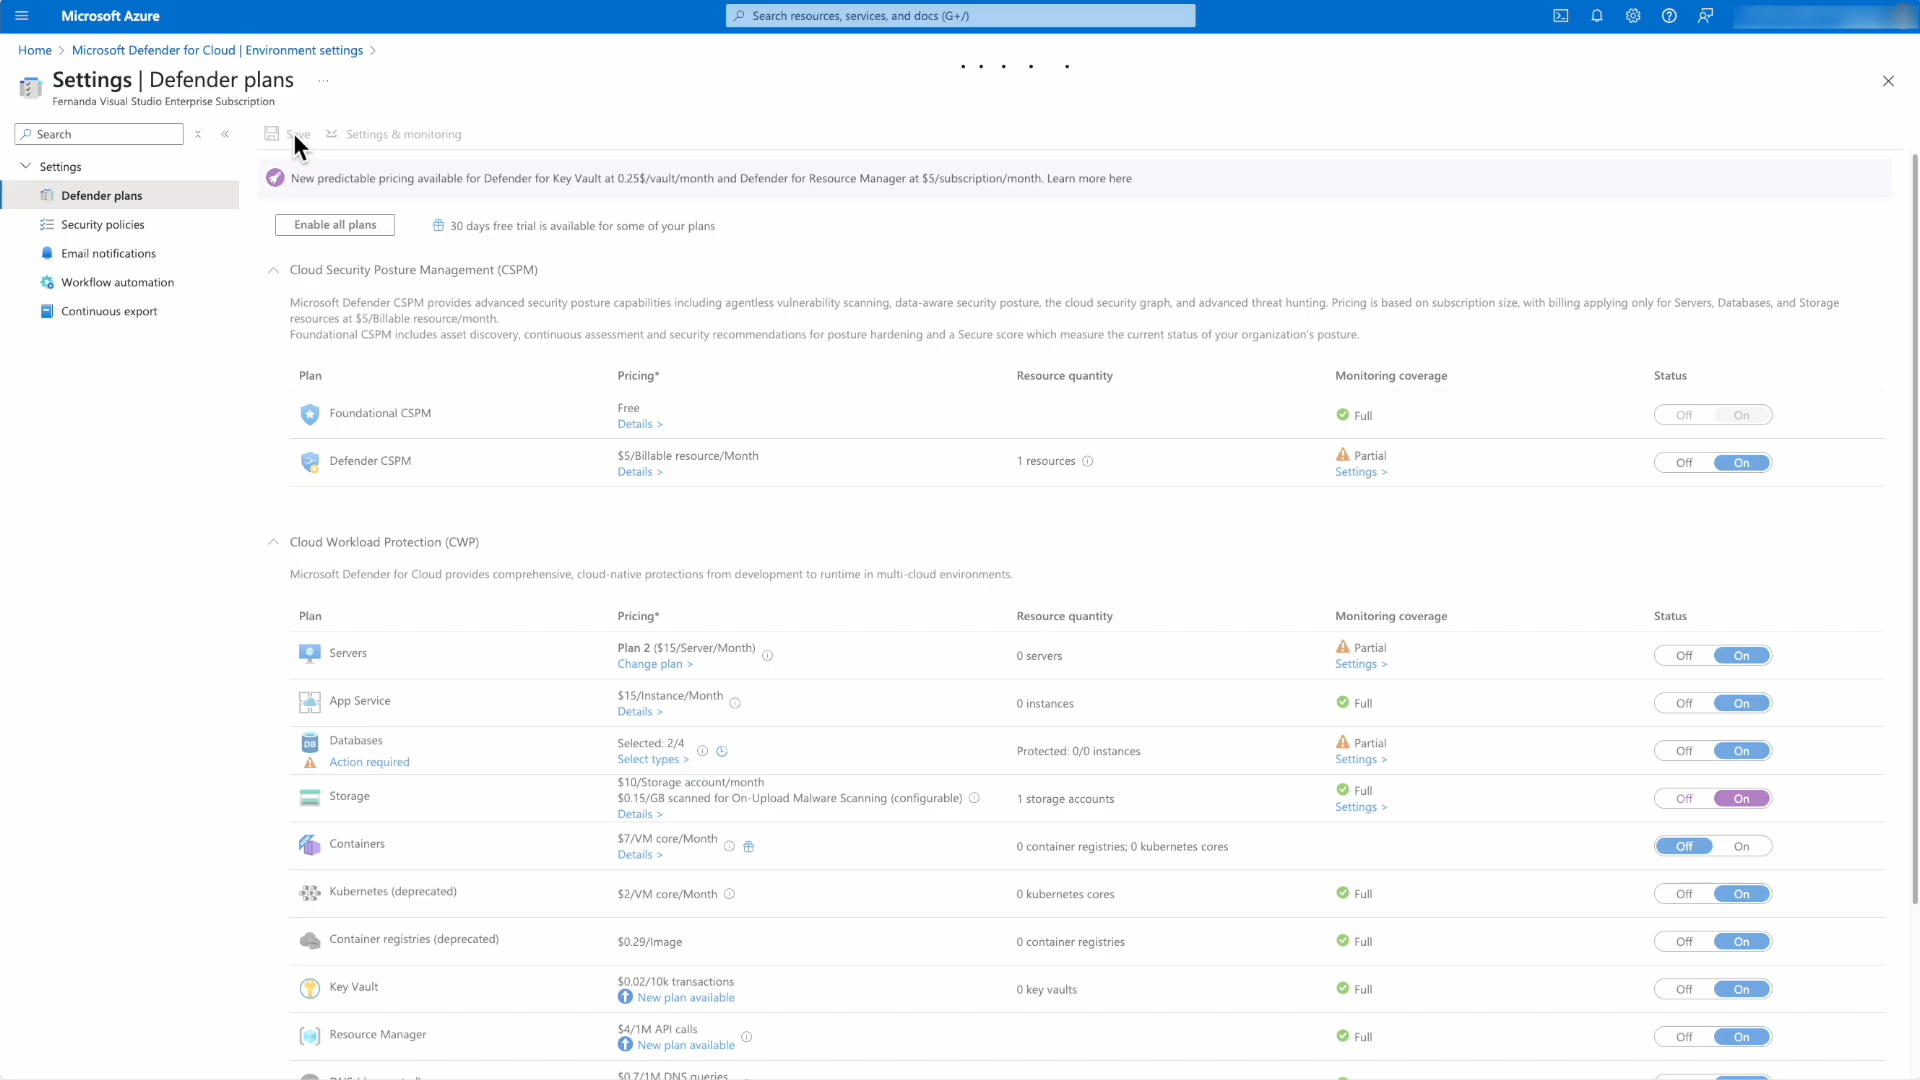 Microsoft Azure
Search resources, services, and docs (G+/)
Home > Microsoft Defender for Cloud | Environment settings >
Settings | Defender plans ...
Fernanda Visual Studio Enterprise Subscription
Search
Save
Settings & monitoring
Settings
Defender plans
Security policies
Email notifications
Workflow automation
Continuous export
New predictable pricing available for Defender for Key Vault at 0.25$/vault/month and Defender for Resource Manager at $5/subscription/month. Learn more here
Enable all plans
30 days free trial is available for some of your plans
Cloud Security Posture Management (CSPM)
Microsoft Defender CSPM provides advanced security posture capabilities including agentless vulnerability scanning, data-aware security posture, the cloud security graph, and advanced threat hunting. Pricing is based on subscription size, with billing applying only for Servers, Databases, and Storage
resources at $5/Billable resource/month.
Foundational CSPM includes asset discovery, continuous assessment and security recommendations for posture hardening and a Secure score which measure the current status of your organization's posture.
Plan Pricing* Resource quantity Monitoring coverage Status
Foundational CSPM Free Full Off On
Details >
Defender CSPM $5/Billable resource/Month 1 resources Partial Off On
Details > Settings >
Cloud Workload Protection (CWP)
Microsoft Defender for Cloud provides comprehensive, cloud-native protections from development to runtime in multi-cloud environments.
Plan Pricing* Resource quantity Monitoring coverage Status
Servers Plan 2 ($15/Server/Month) 0 servers Partial Off On
Change plan > Settings >
App Service $15/Instance/Month 0 instances Full Off On
Details >
Databases Selected: 2/4 Protected: 0/0 instances Partial Off On
Action required Select types > Settings >
Storage $10/Storage account/month 1 storage accounts Full Off On
$0.15/GB scanned for On-Upload Malware Scanning (configurable)
Details > Settings >
Containers $7/VM core/Month 0 container registries; 0 kubernetes cores Off On
Details >
Kubernetes (deprecated) $2/VM core/Month 0 kubernetes cores Full Off On
Container registries (deprecated) $0.29/Image 0 container registries Full Off On
Key Vault $0.02/10k transactions 0 key vaults Full Off On
New plan available
Resource Manager $4/1M API calls Full Off On
New plan available
$0.7/1M DNS queries